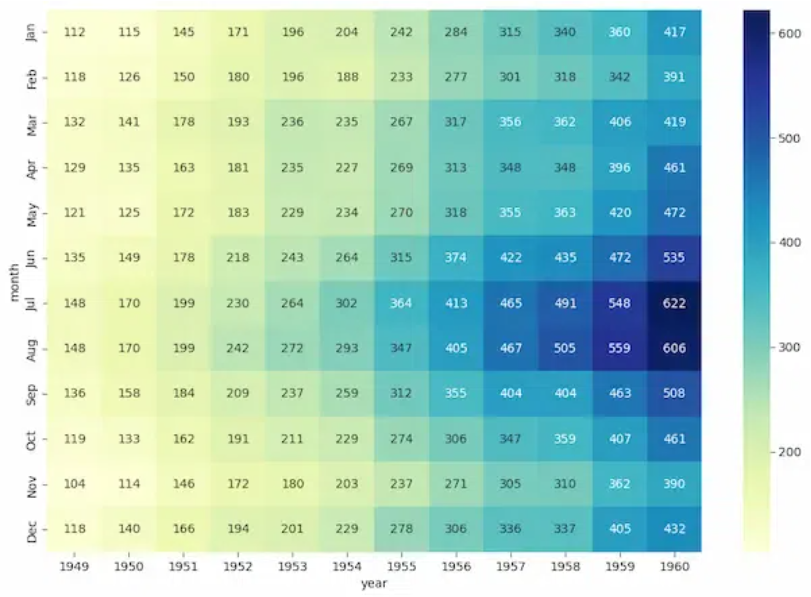 Jan 112 115 145 171 196 204 242 284 315 340 360 417
600
Feb 118 126 150 180 196 188 233 277 301 318 342 391
Mar 132 141 178 193 236 235 267 317 356 362 406 419
500
Apr 129 135 163 181 235 227 269 313 348 348 396 461
May 121 125 172 183 229 234 270 318 355 363 420 472
400
month
Jun 135 149 178 218 243 264 315 374 422 435 472 535
Jul 148 170 199 230 264 302 364 413 465 491 548 622
Aug 148 170 199 242 272 293 347 405 467 505 559 606
300
Sep 136 158 184 209 237 259 312 355 404 404 463 508
Oct 119 133 162 191 211 229 274 306 347 359 407 461
200
Nov 104 114 146 172 180 203 237 271 305 310 362 390
Dec 118 140 166 194 201 229 278 306 336 337 405 432
1949 1950 1951 1952 1953 1954 1955 1956 1957 1958 1959 1960
year